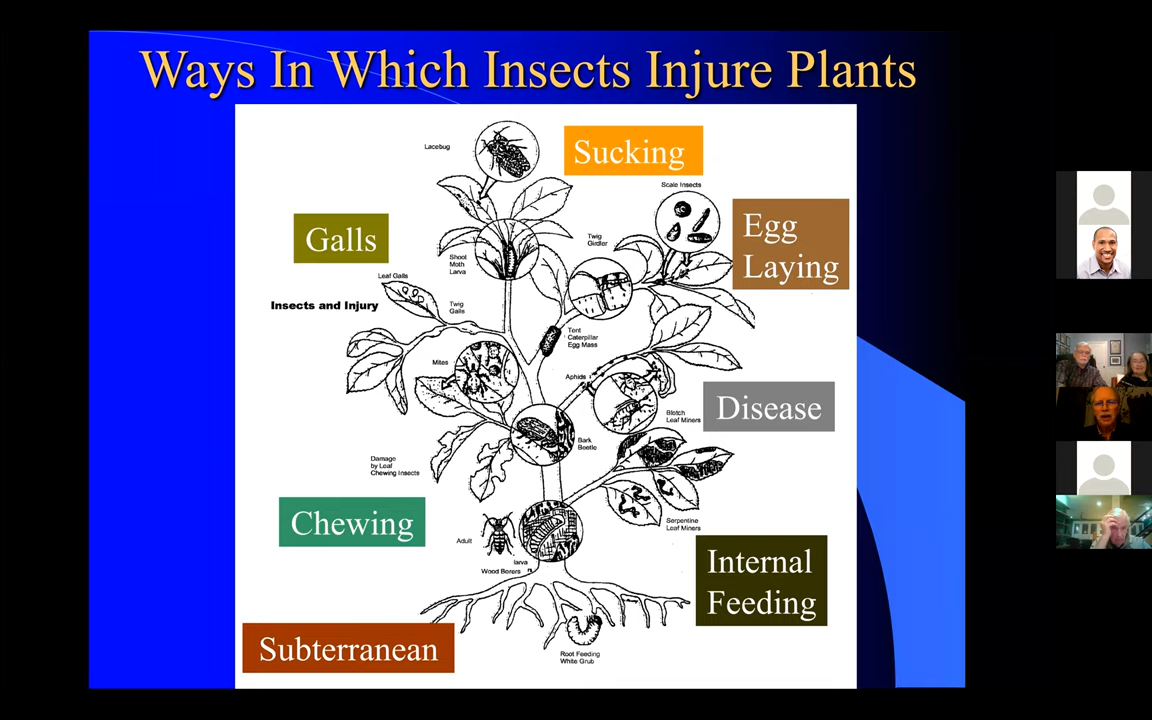 Ways In Which Insects Injure Plants
Lacebug
Sucking
Scale Insects
Galls
Egg
Laying
Twig
Girdler
Shoot
Moth
Larva
Leaf Galls
Insects and Injury
Twig
Galls
Tent
Caterpillar
Egg Mass
Mites
Aphids
Disease
Blotch
Leaf Miners
Bark
Beetle
Damage
by Leaf
Chewing Insects
Chewing
Serpentine
Leaf Miners
Adult
larva
Wood Borers
Internal
Feeding
Subterranean
Root Feeding
White Grub